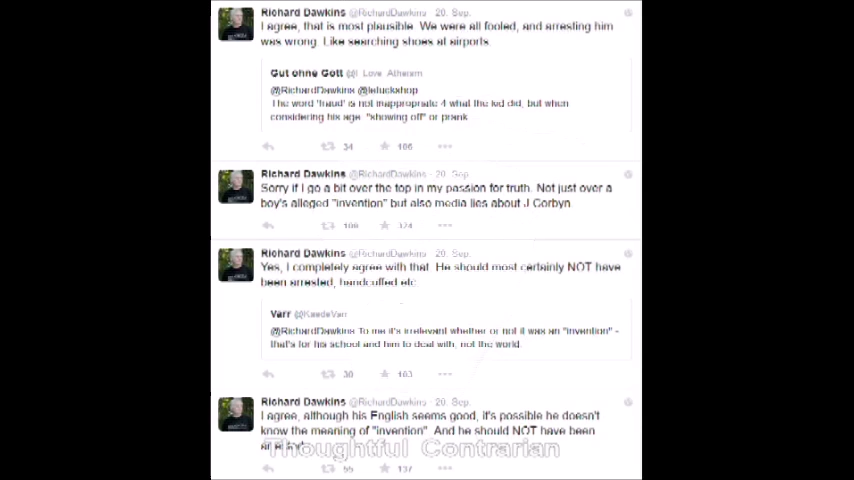 Richard Dawkins @RichardDawkins · 20. Sep.
I agree, that is most plausible. We were all fooled, and arresting him
was wrong. Like searching shoes at airports.
Gut ohne Gott @I_Love_Atheism
@RichardDawkins @leluckshop
The word 'fraud' is not inappropriate 4 what the kid did, but when
considering his age. "showing off" or prank
34 106
Richard Dawkins @RichardDawkins · 20. Sep.
Sorry if I go a bit over the top in my passion for truth. Not just over a
boy's alleged "invention" but also media lies about J Corbyn
100 324
Richard Dawkins @RichardDawkins · 20. Sep.
Yes, I completely agree with that. He should most certainly NOT have
been arrested, handcuffed etc
Varr @KaedeVarr
@RichardDawkins To me it's irrelevant whether or not it was an "invention" -
that's for his school and him to deal with, not the world.
30 103
Richard Dawkins @RichardDawkins · 20. Sep.
I agree, although his English seems good, it's possible he doesn't
know the meaning of "invention". And he should NOT have been
Thoughtful Contrarian
55 137